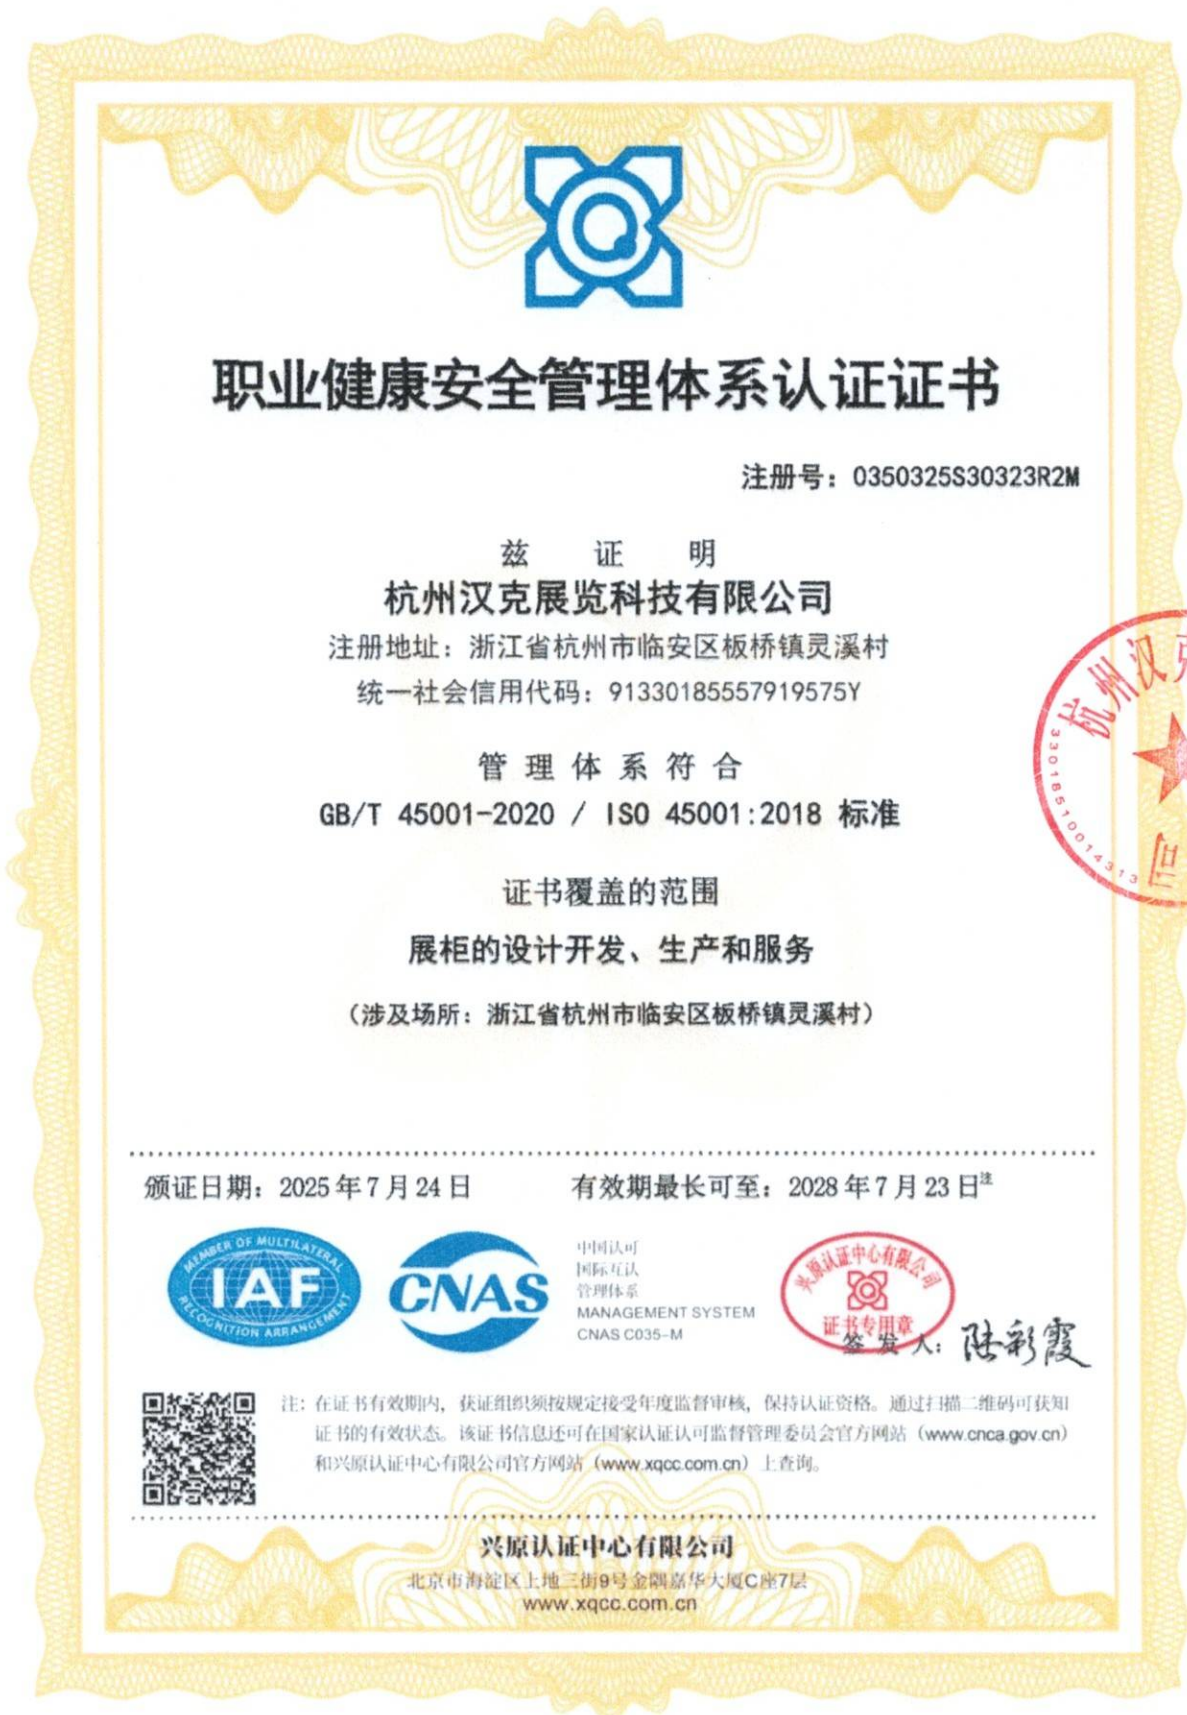 职业健康安全管理体系认证证书
注册号：0350325S30323R2M
兹 证 明
杭州汉克展览科技有限公司
注册地址：浙江省杭州市临安区板桥镇灵溪村
统一社会信用代码：91330185557919575Y
管理体系符合
GB/T 45001-2020 / ISO 45001:2018 标准
证书覆盖的范围
展柜的设计开发、生产和服务
（涉及场所：浙江省杭州市临安区板桥镇灵溪村）
杭州汉克
司
33018510014313
颁证日期：2025年7月24日
有效期最长可至：2028年7月23日注
MEMBER OF MULTILATERAL
IAF
RECOGNITION ARRANGEMENT
CNAS
中国认可
国际互认
管理体系
MANAGEMENT SYSTEM
CNAS C035-M
兴原认证中心有限公司
证书专用章
签发人：陆彩霞
注：在证书有效期内，获证组织须按规定接受年度监督审核，保持认证资格。通过扫描二维码可获知
证书的有效状态。该证书信息还可在国家认证认可监督管理委员会官方网站（www.cnca.gov.cn）
和兴原认证中心有限公司官方网站（www.xqcc.com.cn）上查询。
兴原认证中心有限公司
北京市海淀区上地三街9号金隅嘉华大厦C座7层
www.xqcc.com.cn